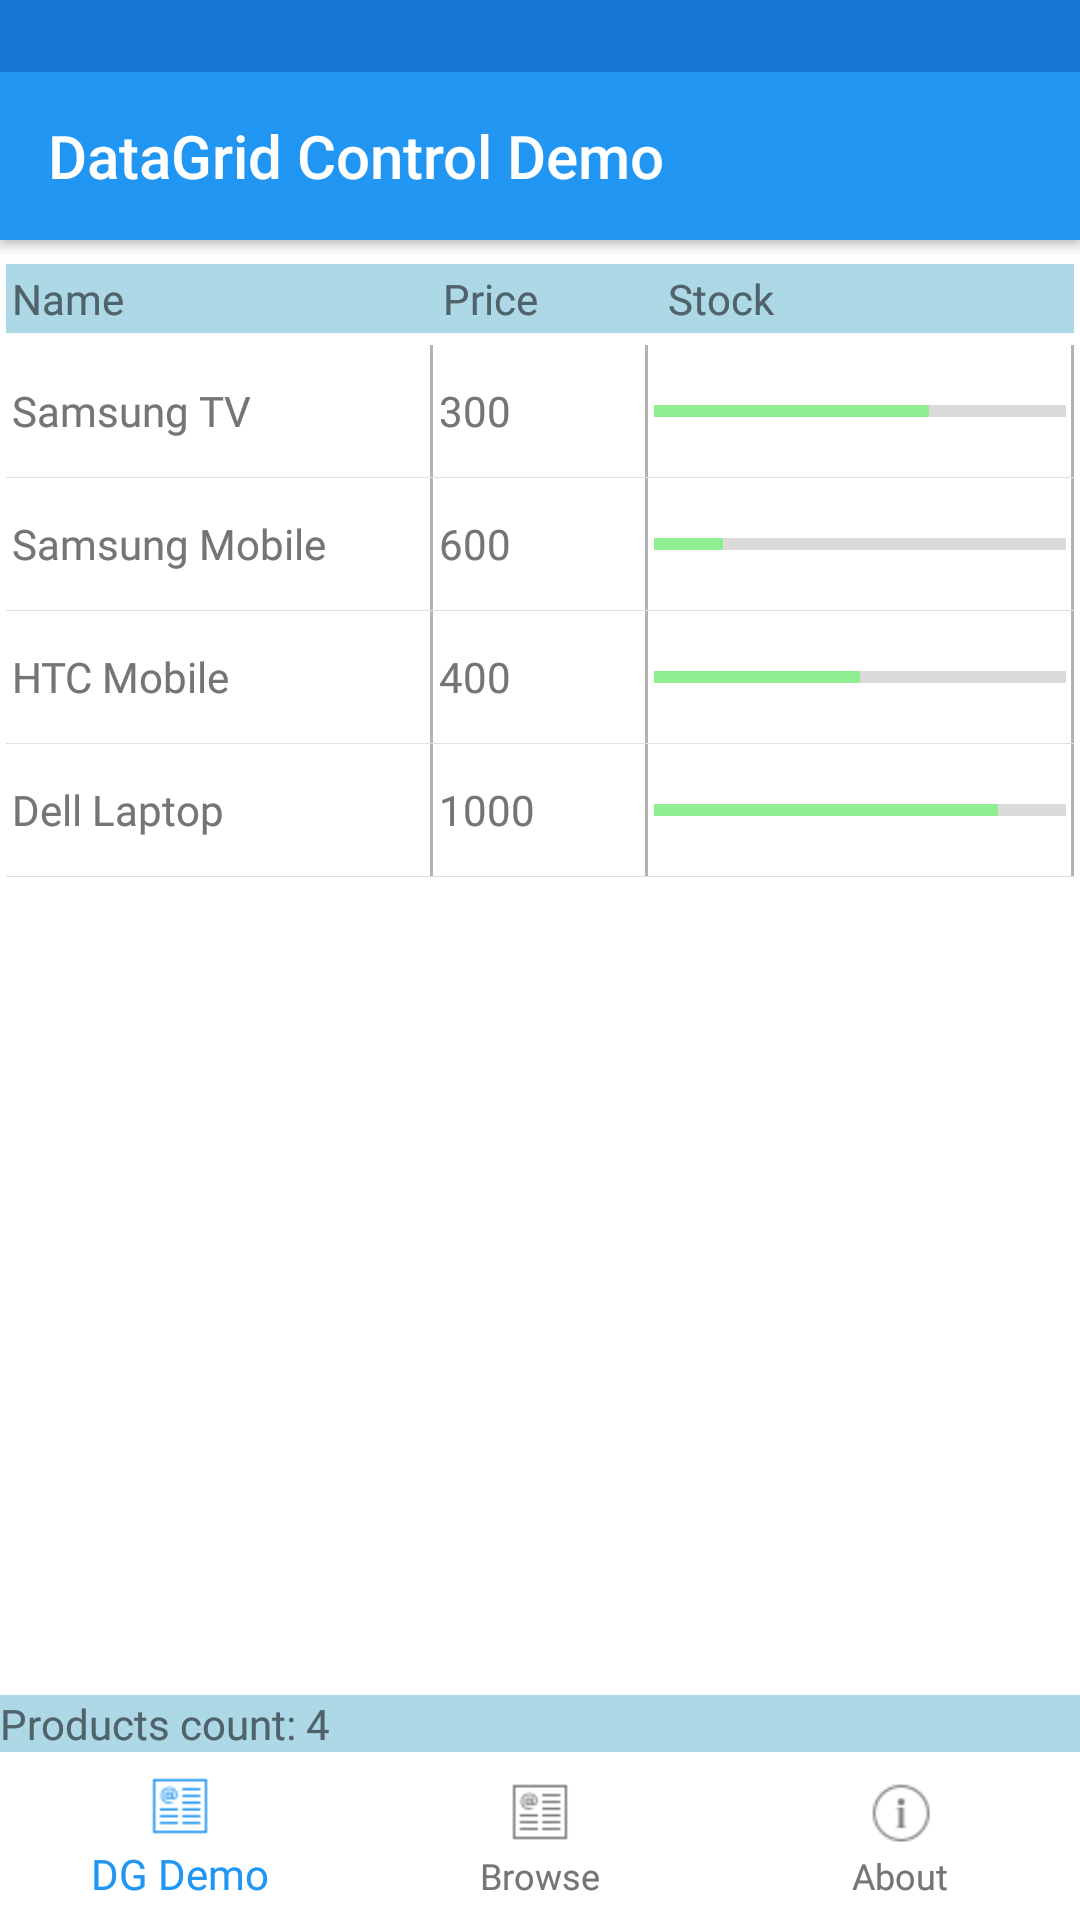 DataGrid Control Demo
Name Price Stock
Samsung TV 300
Samsung Mobile 600
HTC Mobile 400
Dell Laptop 1000
Products count: 4
DG Demo Browse About